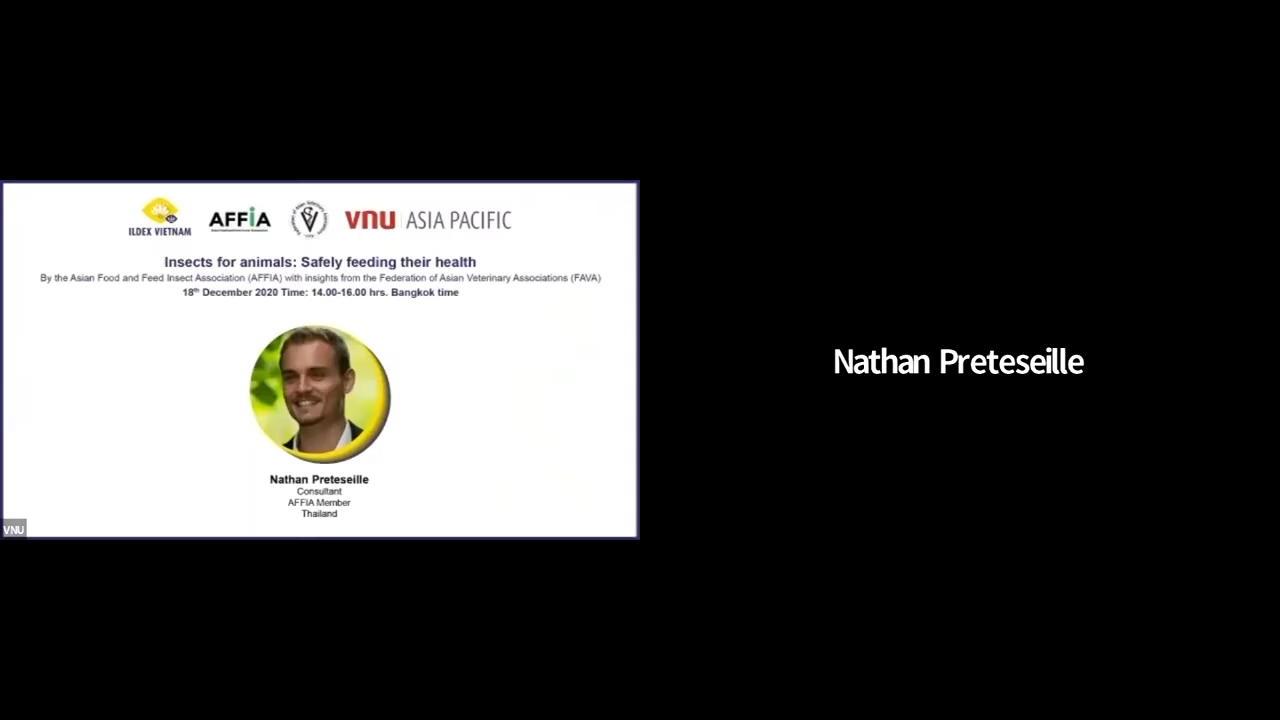 ILDEX VIETNAM
AFFiA
vnu | ASIA PACIFIC
Insects for animals: Safely feeding their health
By the Asian Food and Feed Insect Association (AFFIA) with insights from the Federation of Asian Veterinary Associations (FAVA)
18th December 2020 Time: 14.00-16.00 hrs. Bangkok time
Nathan Preteseille
Consultant
AFFIA Member
Thailand
VNU
Nathan Preteseille